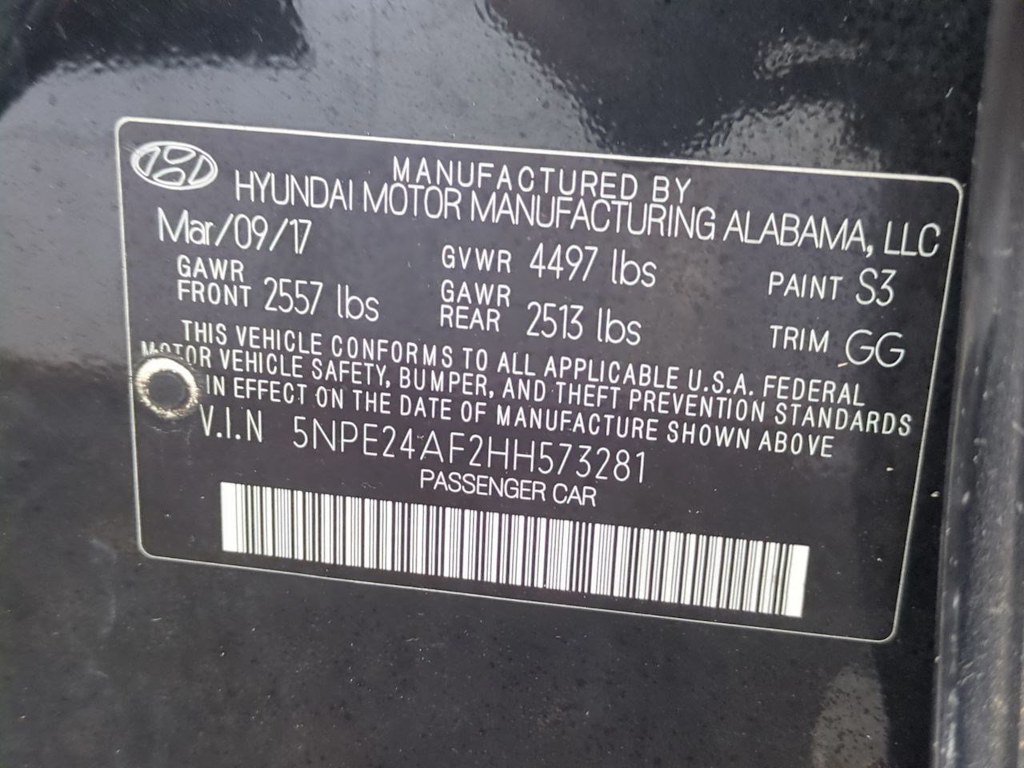 MANUFACTURED BY
HYUNDAI MOTOR MANUFACTURING ALABAMA, LLC
Mar/09/17 GVWR 4497 lbs PAINT S3
GAWR FRONT 2557 lbs GAWR REAR 2513 lbs TRIM GG
THIS VEHICLE CONFORMS TO ALL APPLICABLE U.S.A. FEDERAL
MOTOR VEHICLE SAFETY, BUMPER, AND THEFT PREVENTION STANDARDS
IN EFFECT ON THE DATE OF MANUFACTURE SHOWN ABOVE
V.I.N 5NPE24AF2HH573281
PASSENGER CAR